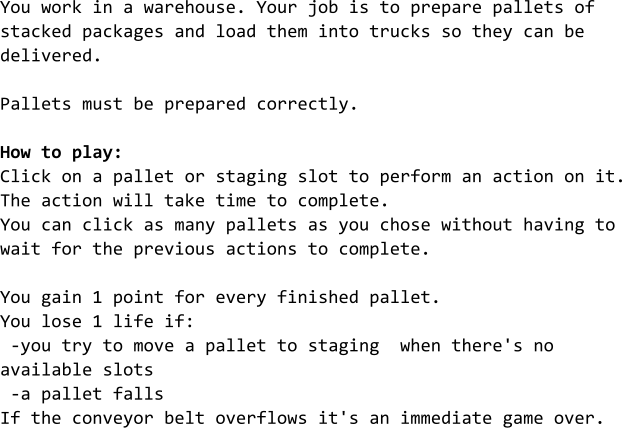 You work in a warehouse. Your job is to prepare pallets of
stacked packages and load them into trucks so they can be
delivered.

Pallets must be prepared correctly.

How to play:
Click on a pallet or staging slot to perform an action on it.
The action will take time to complete.
You can click as many pallets as you chose without having to
wait for the previous actions to complete.

You gain 1 point for every finished pallet.
You lose 1 life if:
 -you try to move a pallet to staging  when there's no
available slots
 -a pallet falls
If the conveyor belt overflows it's an immediate game over.